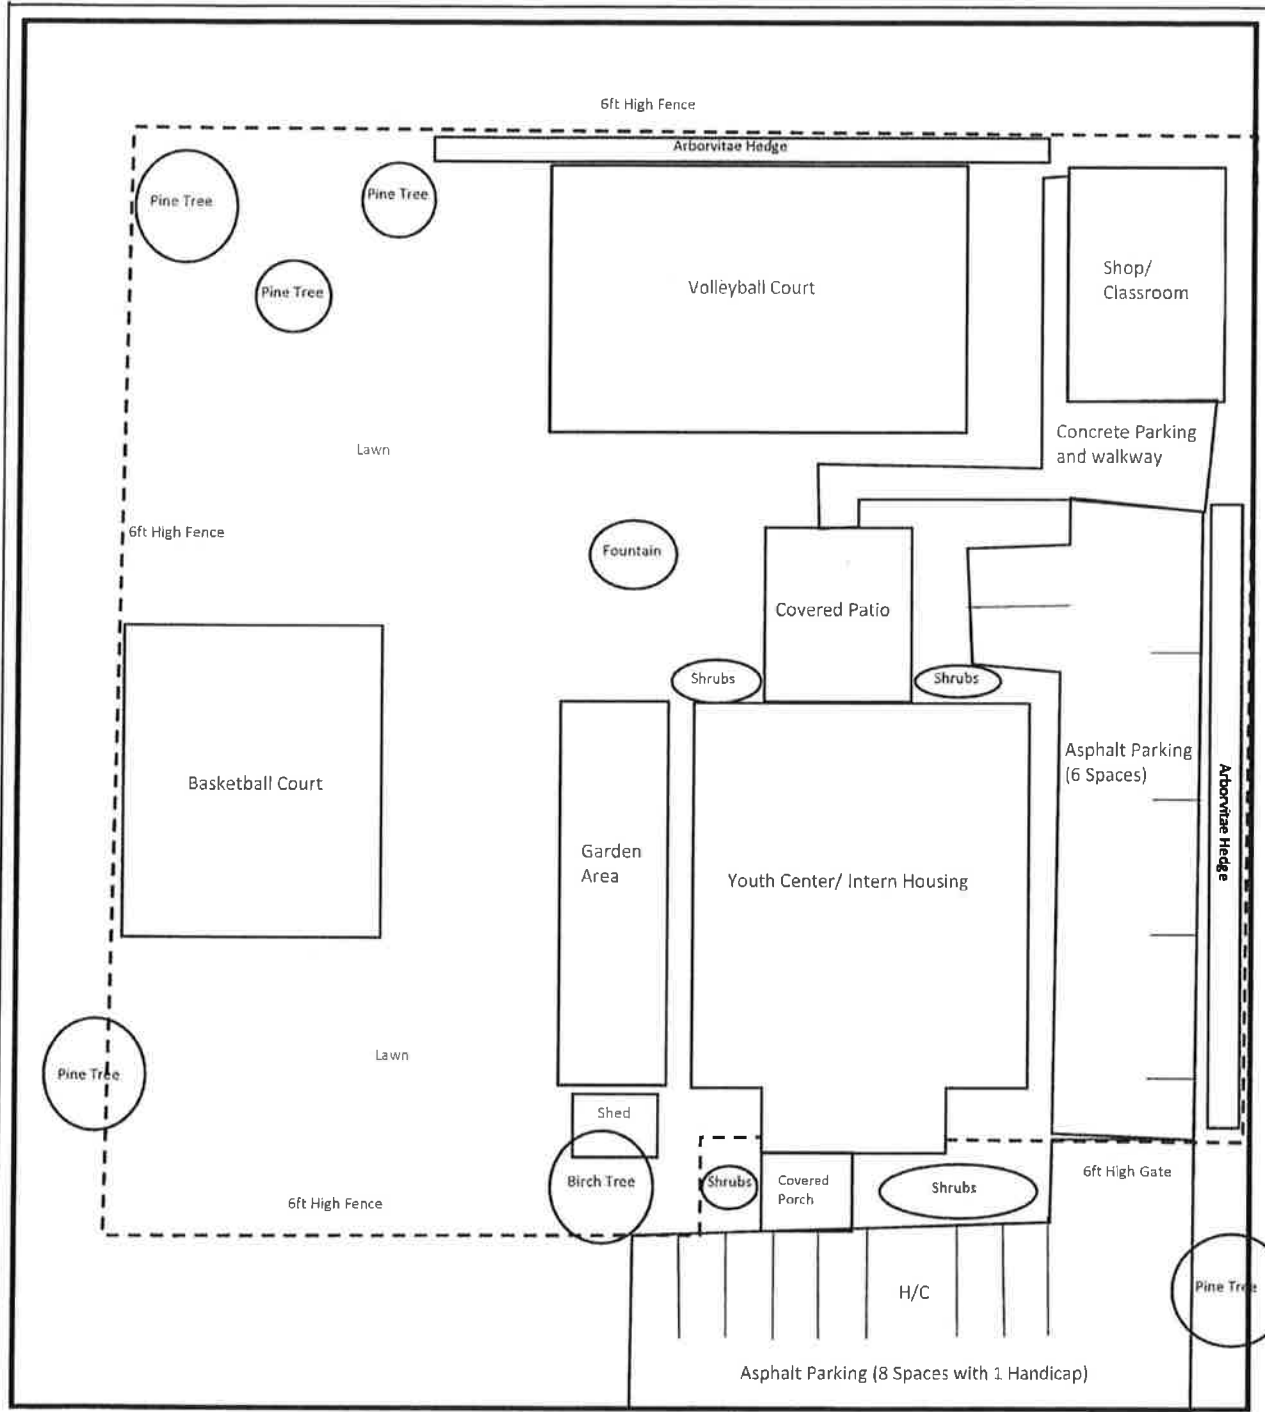 6ft High Fence
Arborvitae Hedge
Pine Tree
Pine Tree
Pine Tree
Volleyball Court
Shop/
Classroom
Concrete Parking
and walkway
Lawn
6ft High Fence
Fountain
Covered Patio
Shrubs
Shrubs
Basketball Court
Asphalt Parking
(6 Spaces)
Arborvitae Hedge
Garden
Area
Youth Center/ Intern Housing
Lawn
Pine Tree
Shed
Birch Tree
Shrubs
Covered
Porch
Shrubs
6ft High Gate
6ft High Fence
H/C
Pine Tree
Asphalt Parking (8 Spaces with 1 Handicap)